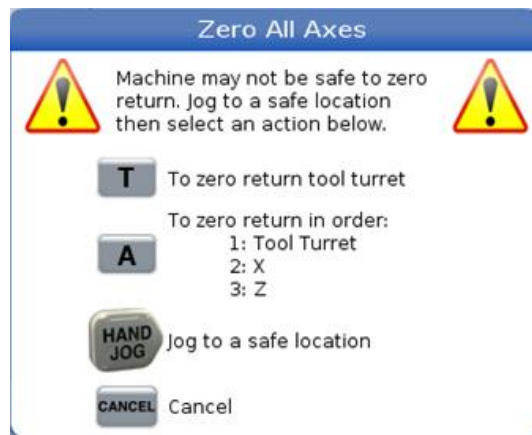 Zero All Axes
Machine may not be safe to zero
return. Jog to a safe location
then select an action below.
T To zero return tool turret
To zero return in order:
A 1: Tool Turret
2: X
3: Z
HAND
JOG Jog to a safe location
CANCEL Cancel